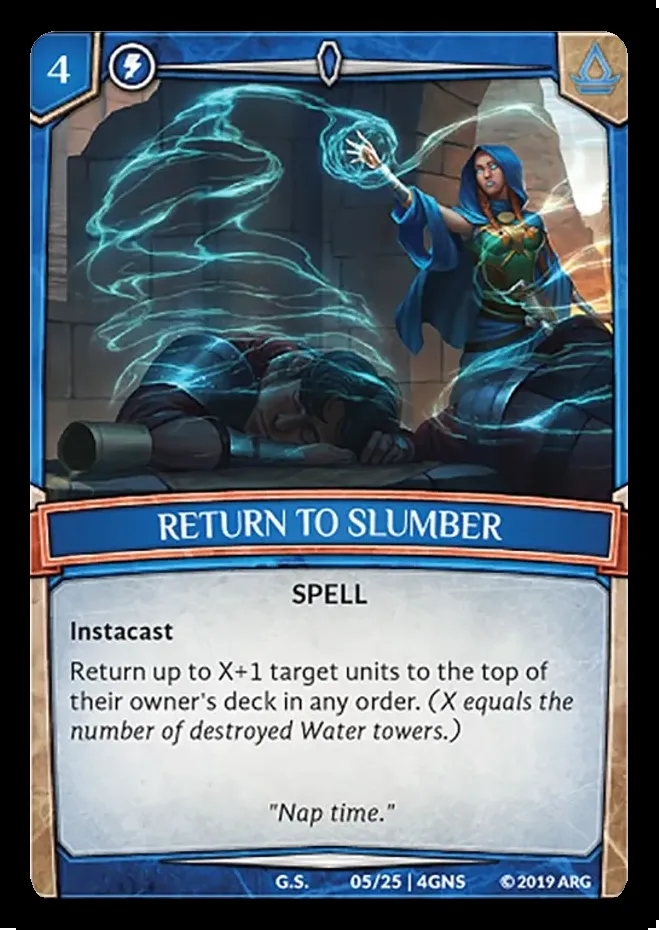 4
RETURN TO SLUMBER
SPELL
Instacast
Return up to X+1 target units to the top of
their owner's deck in any order. (X equals the
number of destroyed Water towers.)
"Nap time."
G.S. 05/25 | 4GNS © 2019 ARG